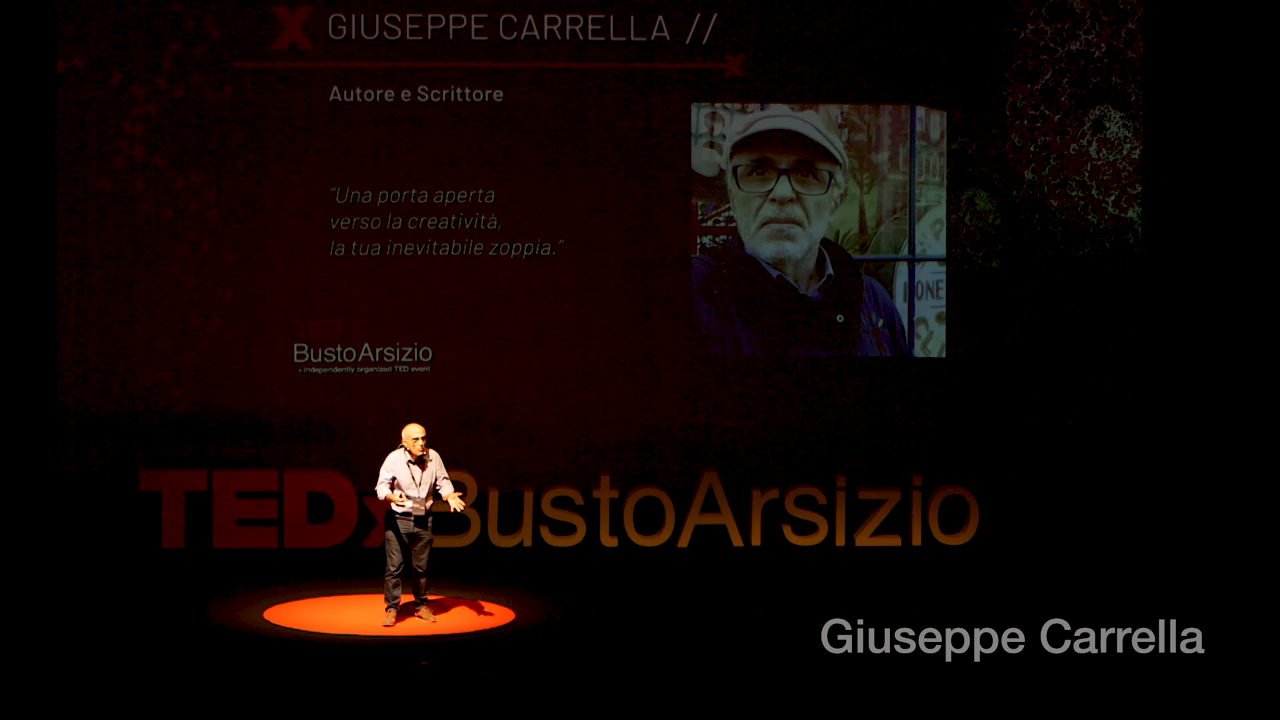 X GIUSEPPE CARRELLA //
Autore e Scrittore
"Una porta aperta
verso la creatività,
la tua inevitabile zoppia."
BustoArsizio
independently organized TED event
TEDxBustoArsizio
Giuseppe Carrella